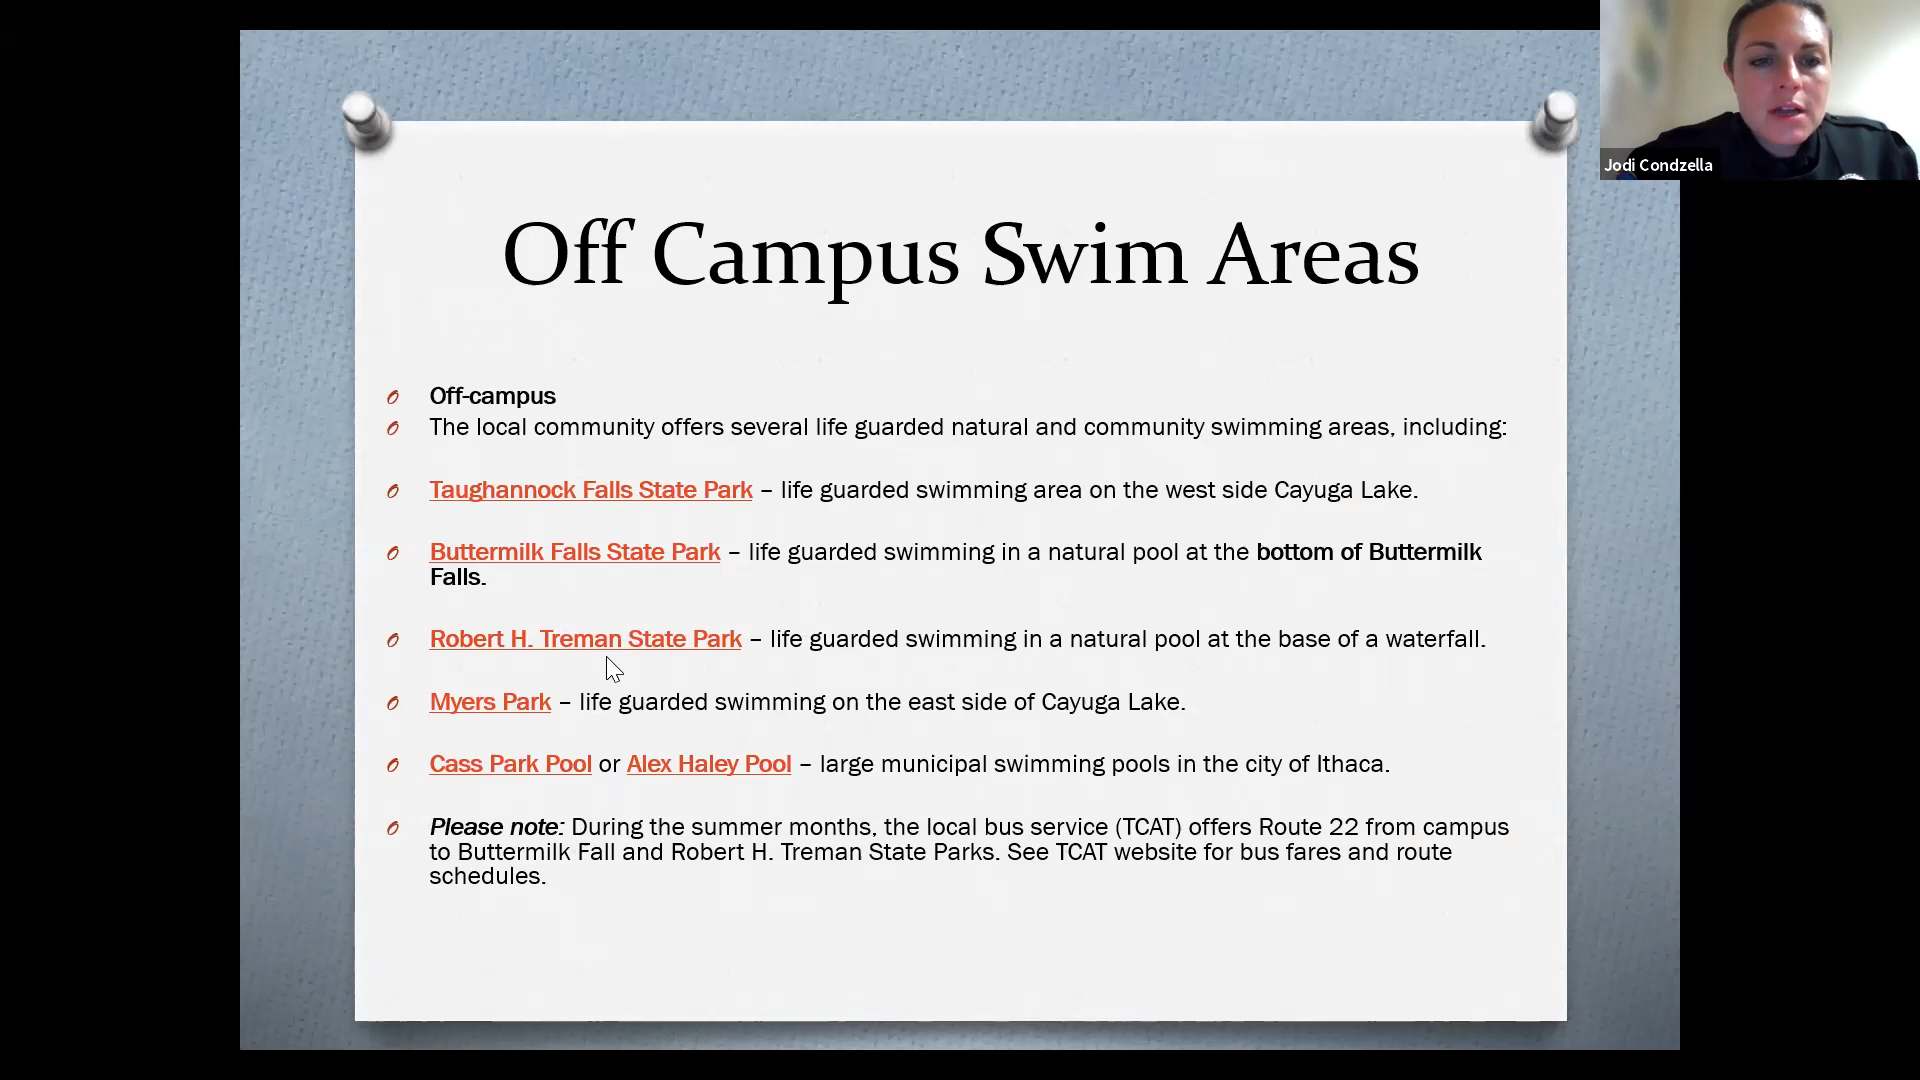 Jodi Condzella
Off Campus Swim Areas
Off-campus
The local community offers several life guarded natural and community swimming areas, including:
Taughannock Falls State Park – life guarded swimming area on the west side Cayuga Lake.
Buttermilk Falls State Park – life guarded swimming in a natural pool at the bottom of Buttermilk
Falls.
Robert H. Treman State Park – life guarded swimming in a natural pool at the base of a waterfall.
Myers Park – life guarded swimming on the east side of Cayuga Lake.
Cass Park Pool or Alex Haley Pool – large municipal swimming pools in the city of Ithaca.
Please note: During the summer months, the local bus service (TCAT) offers Route 22 from campus
to Buttermilk Fall and Robert H. Treman State Parks. See TCAT website for bus fares and route
schedules.